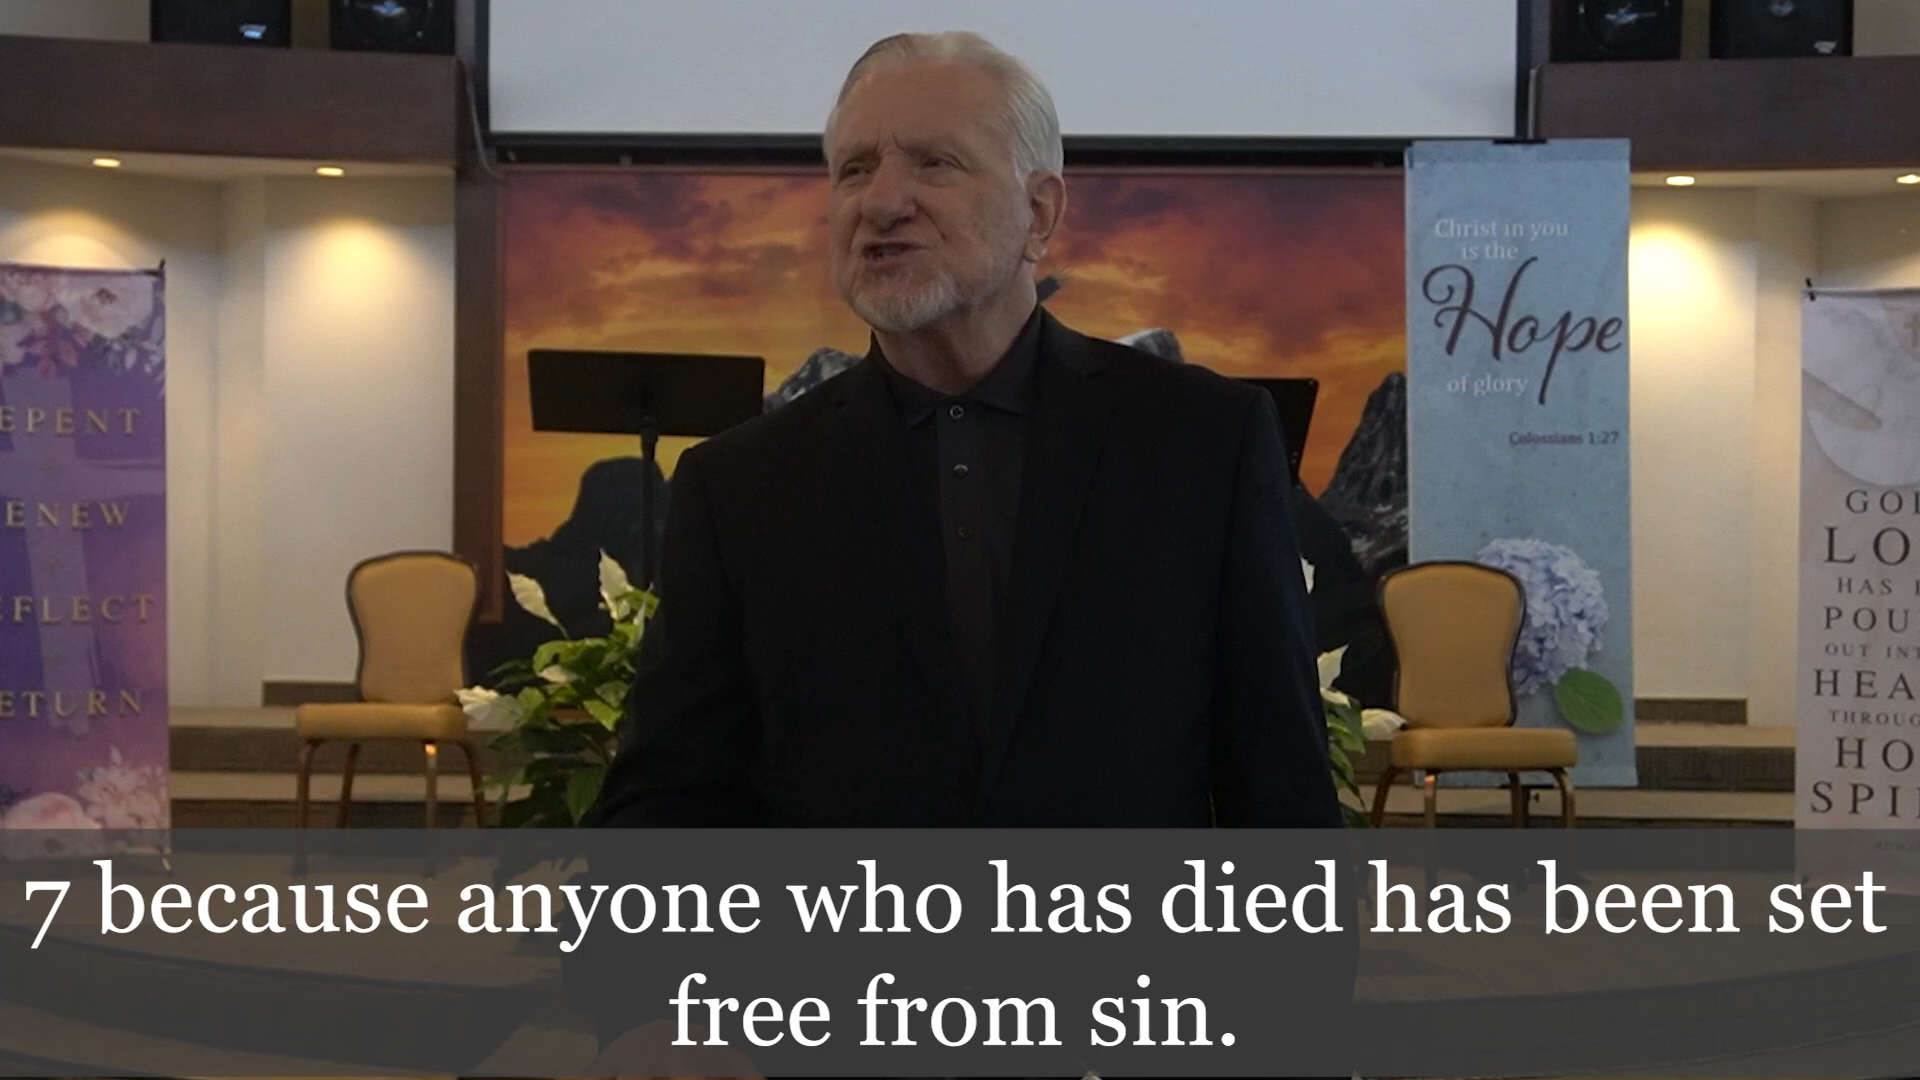 EPENT
ENEW
EFLECT
ETURN
Christ in you
is the
Hope
of glory
Colossians 1:27
GOD
LO
HAS
POU
OUT INT
HEA
THROUG
HO
SPI
7 because anyone who has died has been set
free from sin.